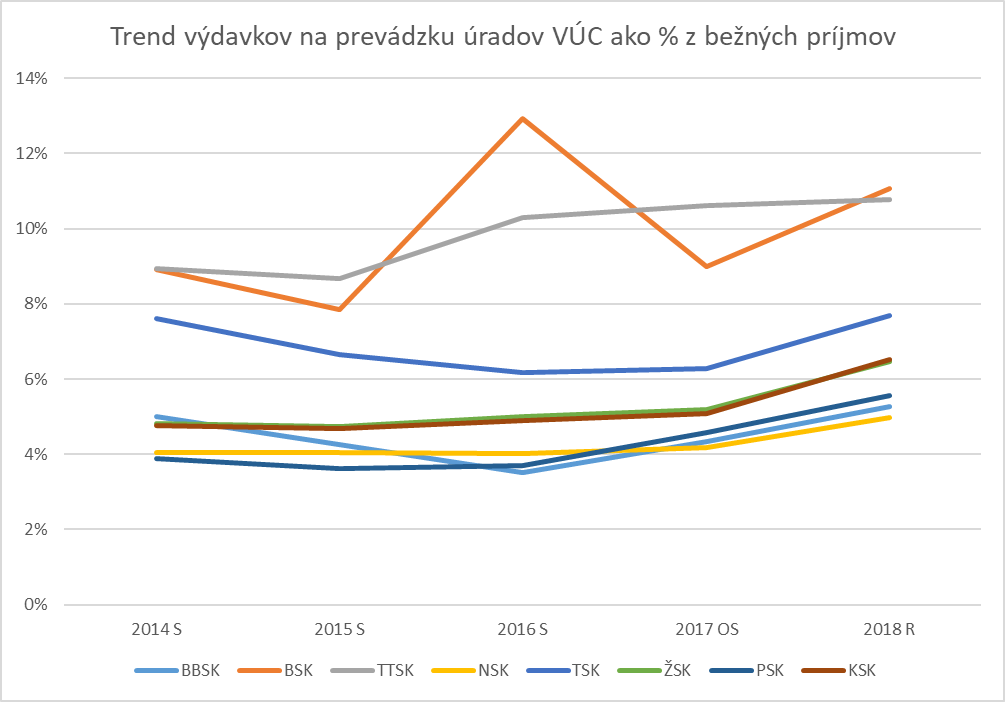 Trend výdavkov na prevádzku úradov VÚC ako % z bežných príjmov
14%
12%
10%
8%
6%
4%
2%
0%
2014 S 2015 S 2016 S 2017 OS 2018 R
BBSK BSK TTSK NSK TSK ŽSK PSK KSK